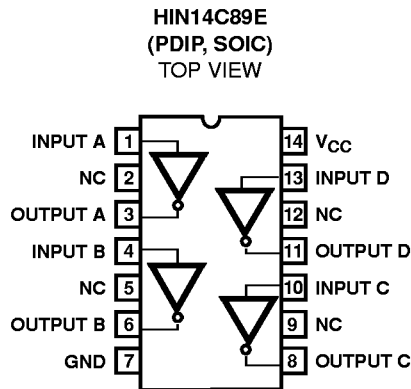 HIN14C89E
(PDIP, SOIC)
TOP VIEW
INPUT A 1
NC 2
OUTPUT A 3
INPUT B 4
NC 5
OUTPUT B 6
GND 7
14 VCC
13 INPUT D
12 NC
11 OUTPUT D
10 INPUT C
9 NC
8 OUTPUT C